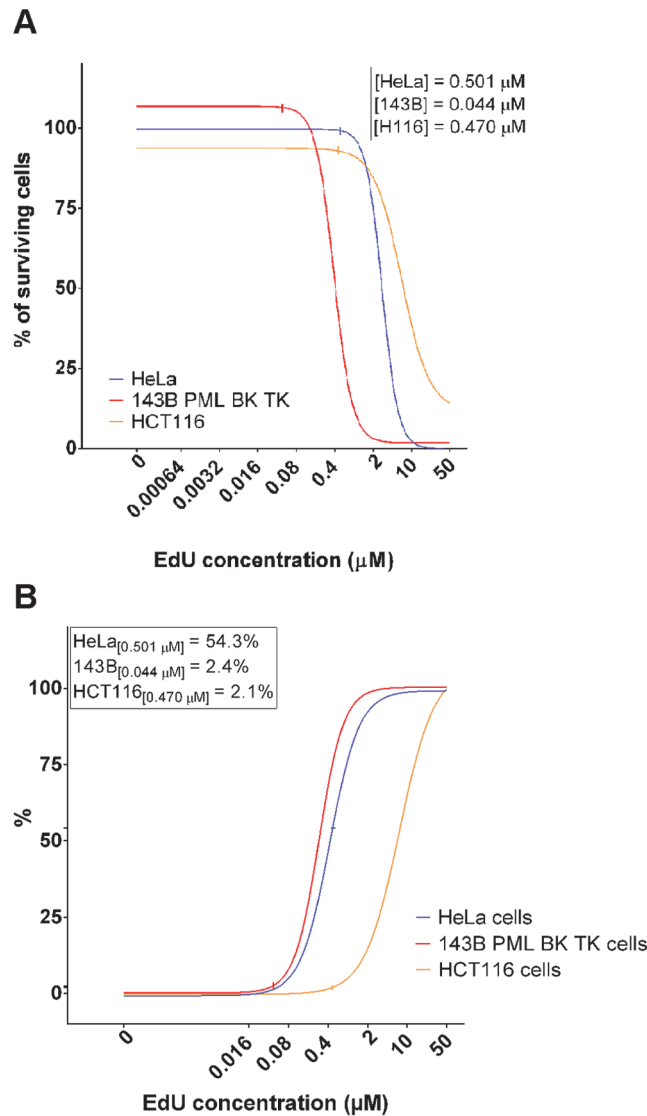 A
[HeLa] = 0.501 μM
[143B] = 0.044 μM
[H116] = 0.470 μM
100
75
50
25
0
% of surviving cells
HeLa
143B PML BK TK
HCT116
0 0.00064 0.0032 0.016 0.08 0.4 2 10 50
EdU concentration (μM)
B
HeLa[0.501 μM] = 54.3%
143B[0.044 μM] = 2.4%
HCT116[0.470 μM] = 2.1%
100
75
50
25
0
%
HeLa cells
143B PML BK TK cells
HCT116 cells
0 0.016 0.08 0.4 2 10 50
EdU concentration (μM)